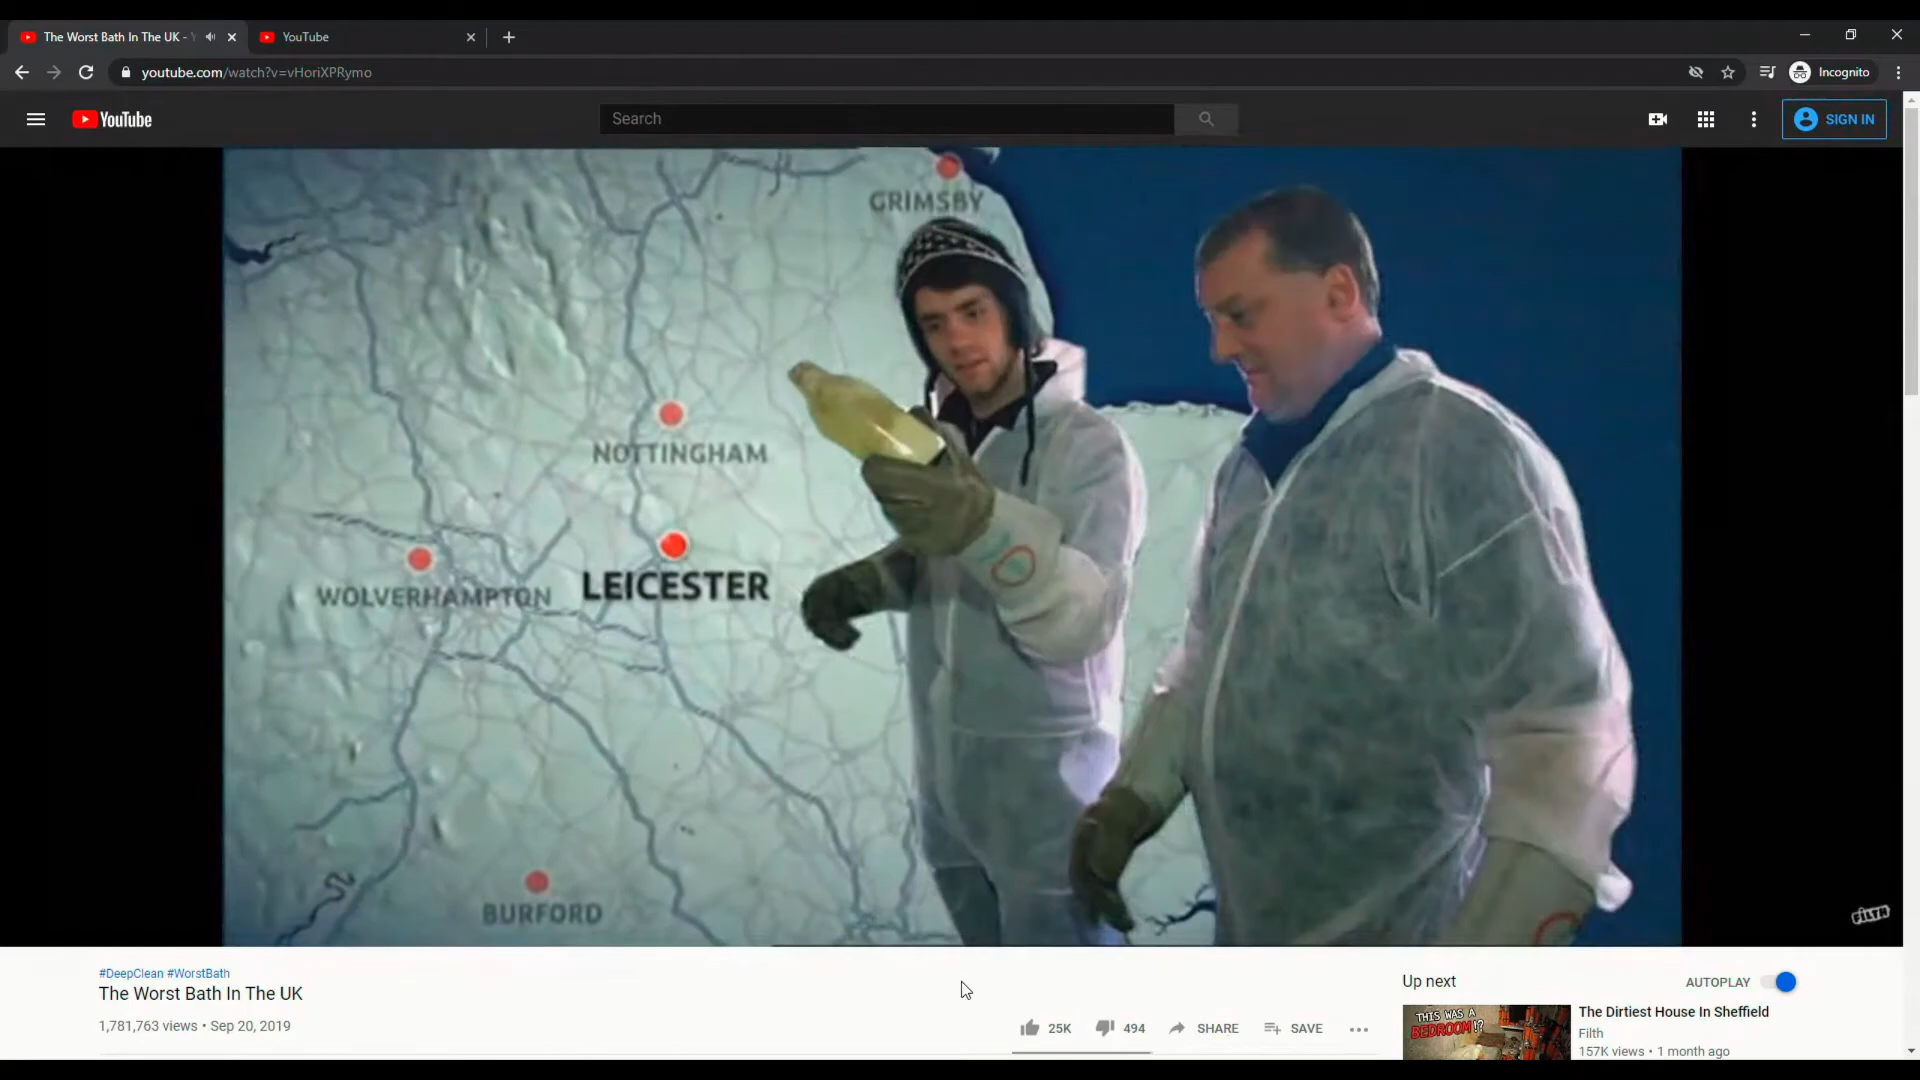 The Worst Bath In The UK - Y
YouTube
youtube.com/watch?v=vHoriXPRymo
Incognito
YouTube
Search
SIGN IN
GRIMSBY
NOTTINGHAM
WOLVERHAMPTON
LEICESTER
BURFORD
FILTH
#DeepClean #WorstBath
The Worst Bath In The UK
1,781,763 views • Sep 20, 2019
25K
494
SHARE
SAVE
Up next
AUTOPLAY
THIS WAS A
BEDROOM!?
The Dirtiest House In Sheffield
Filth
157K views • 1 month ago